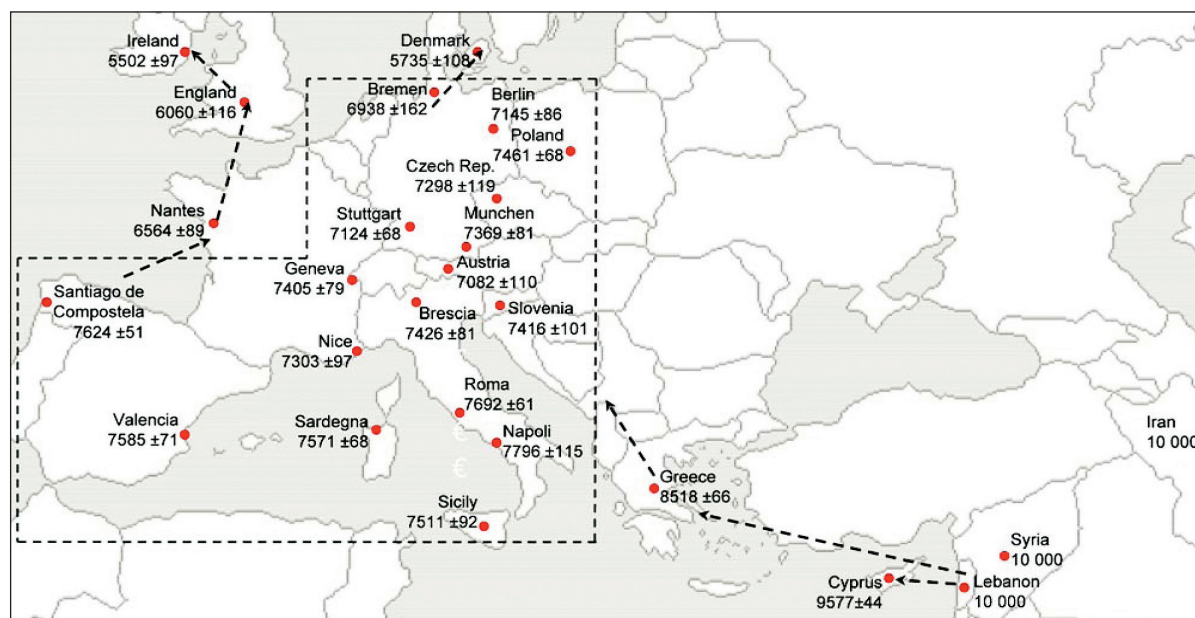 Ireland
5502 ±97
Denmark
5735 ±108
England
6060 ±116
Bremen
6938 ±162
Berlin
7145 ±86
Poland
7461 ±68
Czech Rep.
7298 ±119
Nantes
6564 ±89
Stuttgart
7124 ±68
Munchen
7369 ±81
Geneva
7405 ±79
Austria
7082 ±110
Santiago de
Compostela
7624 ±51
Brescia
7426 ±81
Slovenia
7416 ±101
Nice
7303 ±97
Roma
7692 ±61
€
Valencia
7585 ±71
Sardegna
7571 ±68
Napoli
7796 ±115
€
Iran
10 000
Greece
8518 ±66
Sicily
7511 ±92
Syria
10 000
Cyprus
9577±44
Lebanon
10 000